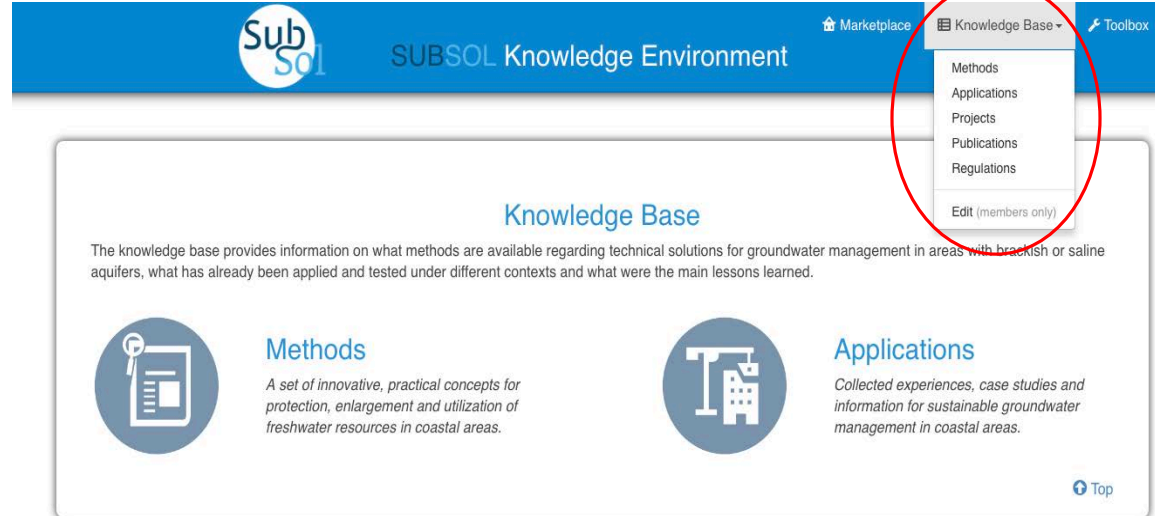 Sub
Sol
SUBSOL Knowledge Environment
Marketplace
Knowledge Base
Toolbox
Methods
Applications
Projects
Publications
Regulations
Edit (members only)
Knowledge Base
The knowledge base provides information on what methods are available regarding technical solutions for groundwater management in areas with brackish or saline
aquifers, what has already been applied and tested under different contexts and what were the main lessons learned.
Methods
A set of innovative, practical concepts for
protection, enlargement and utilization of
freshwater resources in coastal areas.
Applications
Collected experiences, case studies and
information for sustainable groundwater
management in coastal areas.
Top